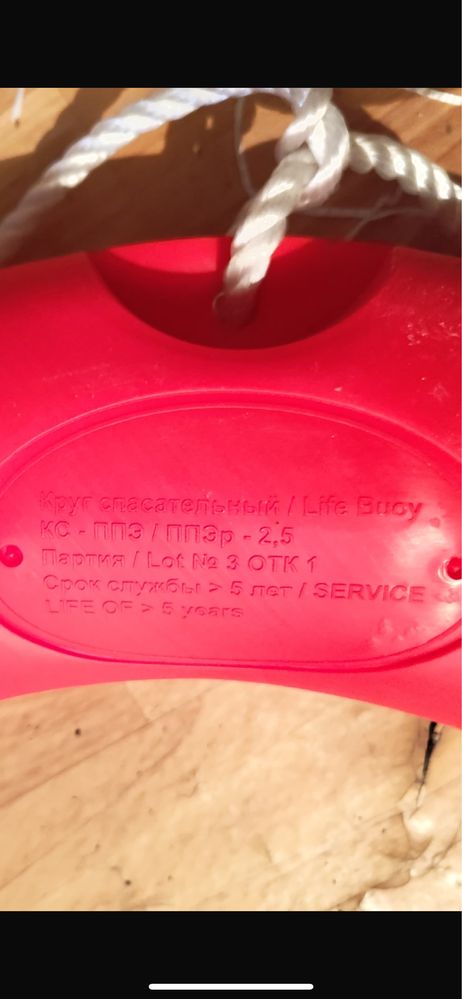 Круг спасательный / Life Buoy
КС - ППЭ / ППЭр - 2,5
Партия / Lot № 3 ОТК 1
Срок службы > 5 лет / SERVICE
LIFE OF > 5 years